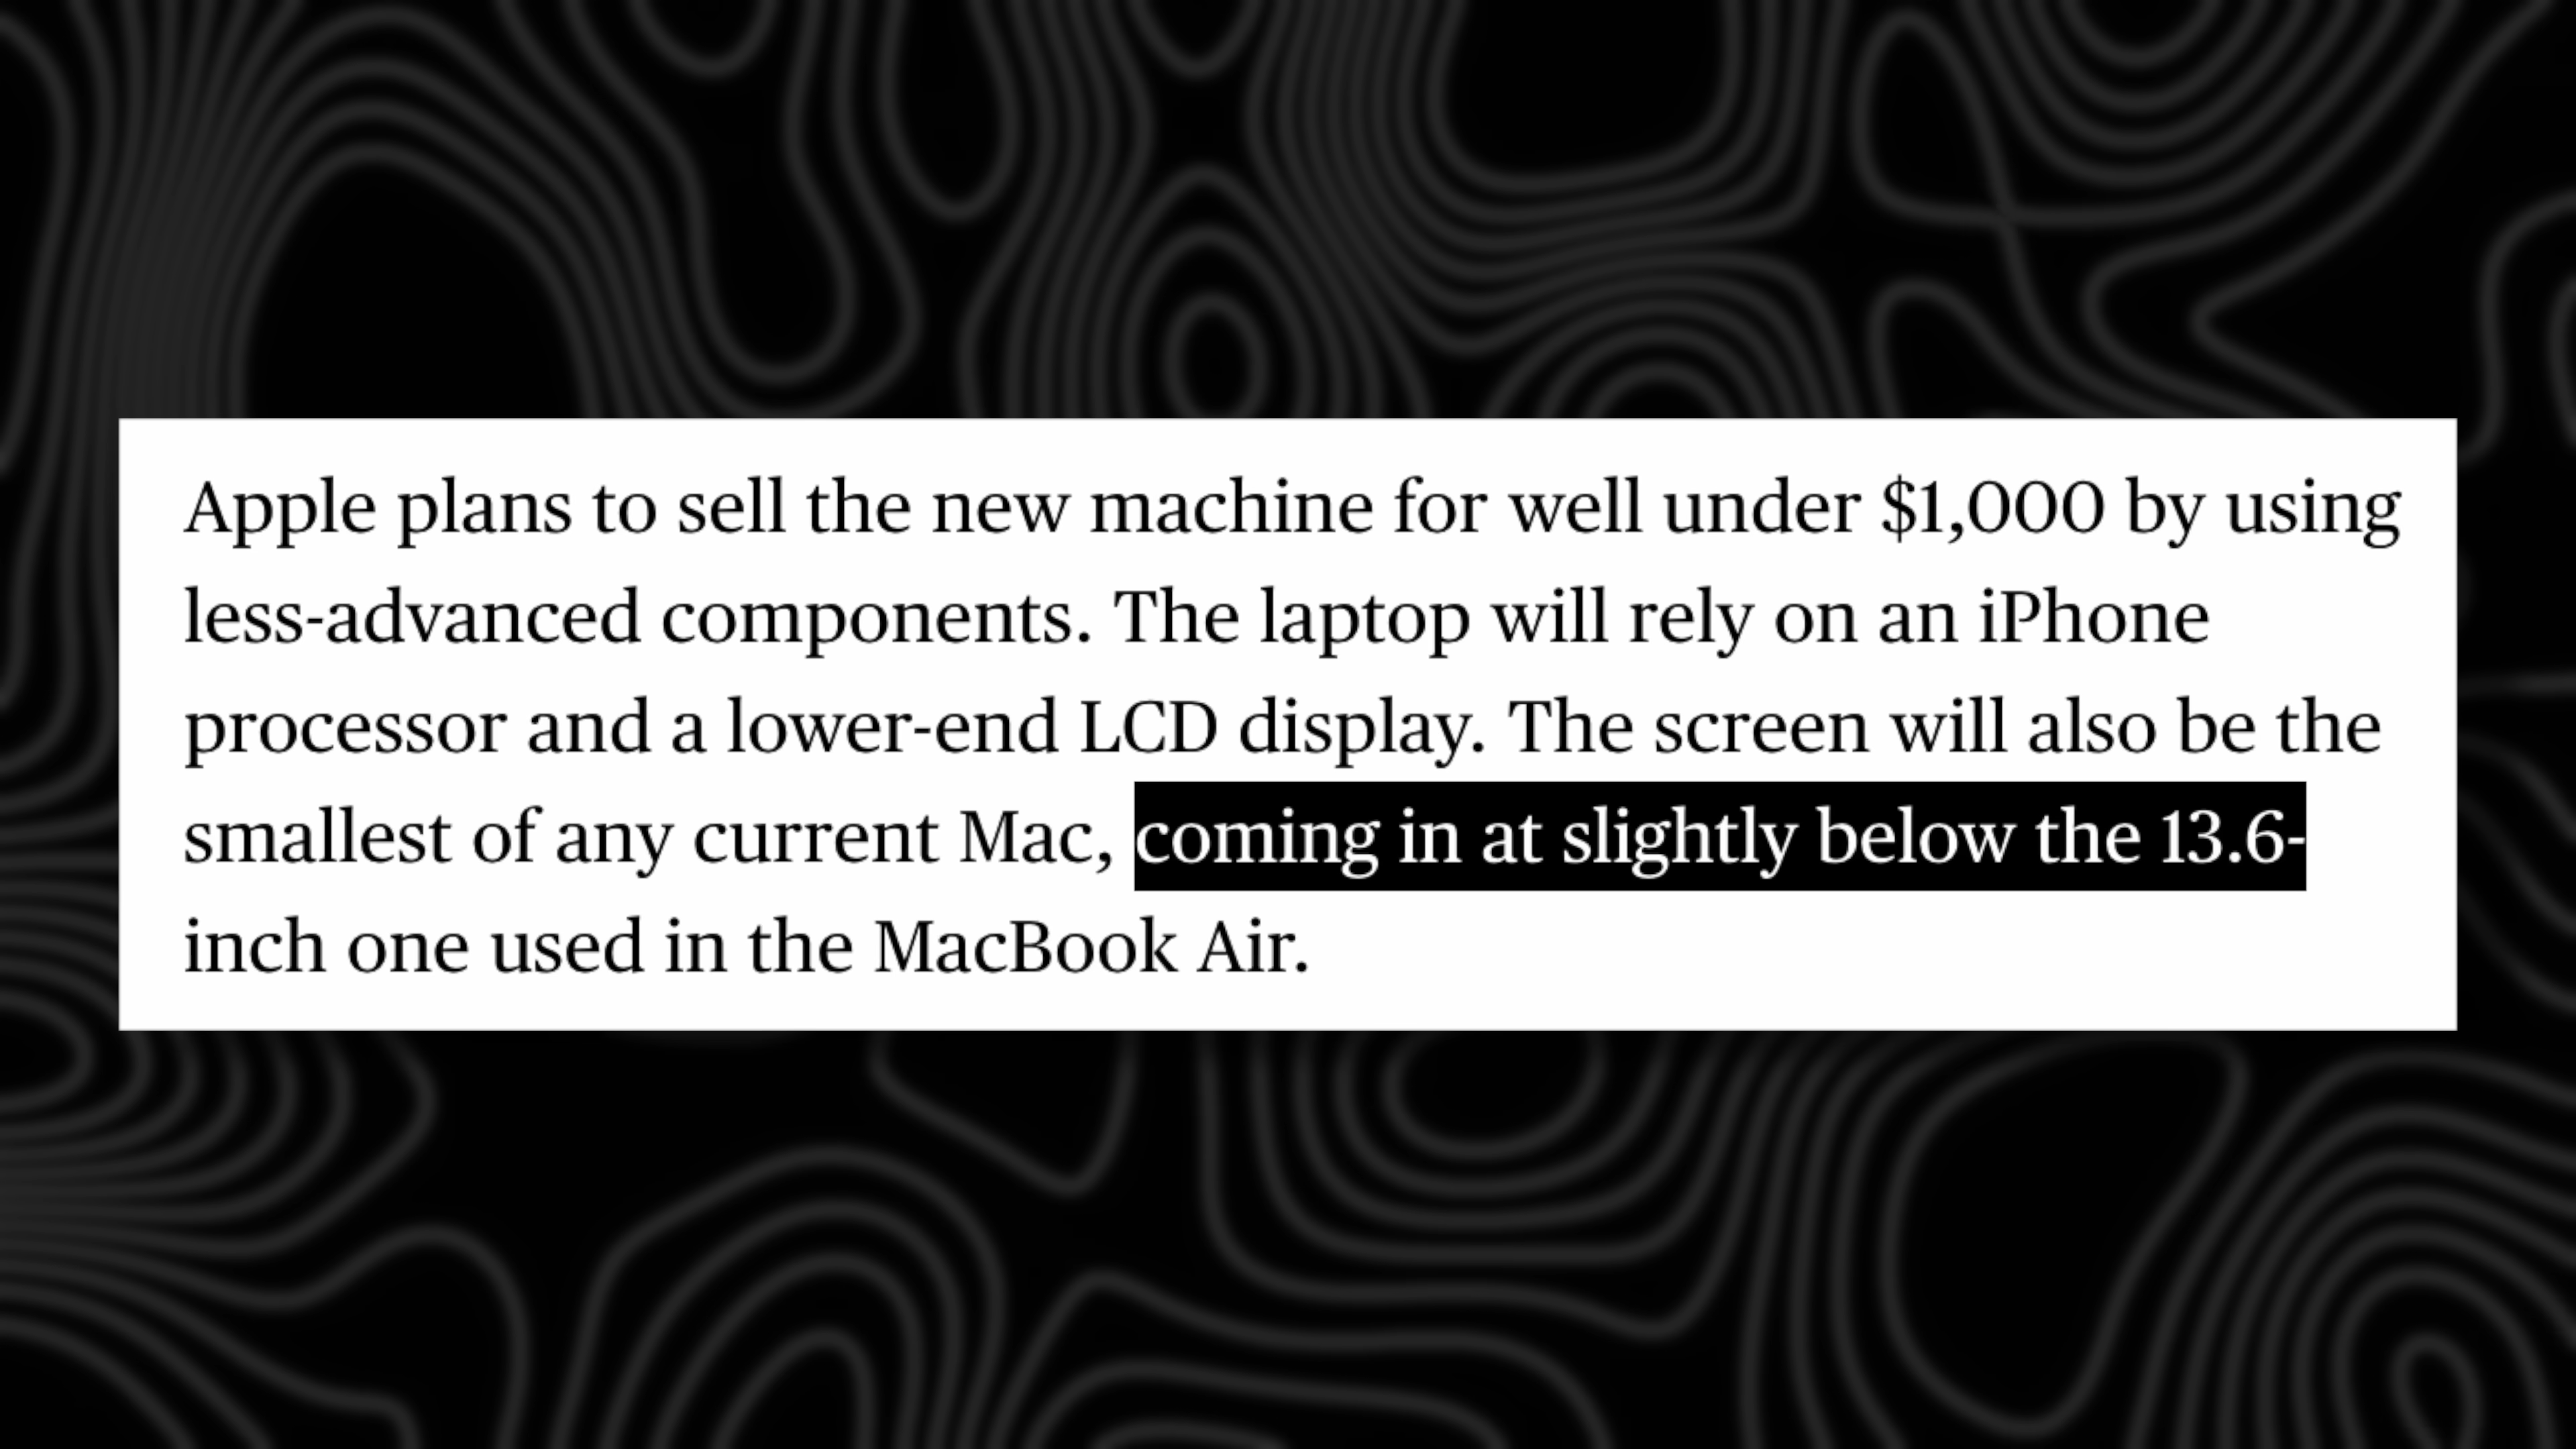 Apple plans to sell the new machine for well under $1,000 by using
less-advanced components. The laptop will rely on an iPhone
processor and a lower-end LCD display. The screen will also be the
smallest of any current Mac, coming in at slightly below the 13.6-
inch one used in the MacBook Air.